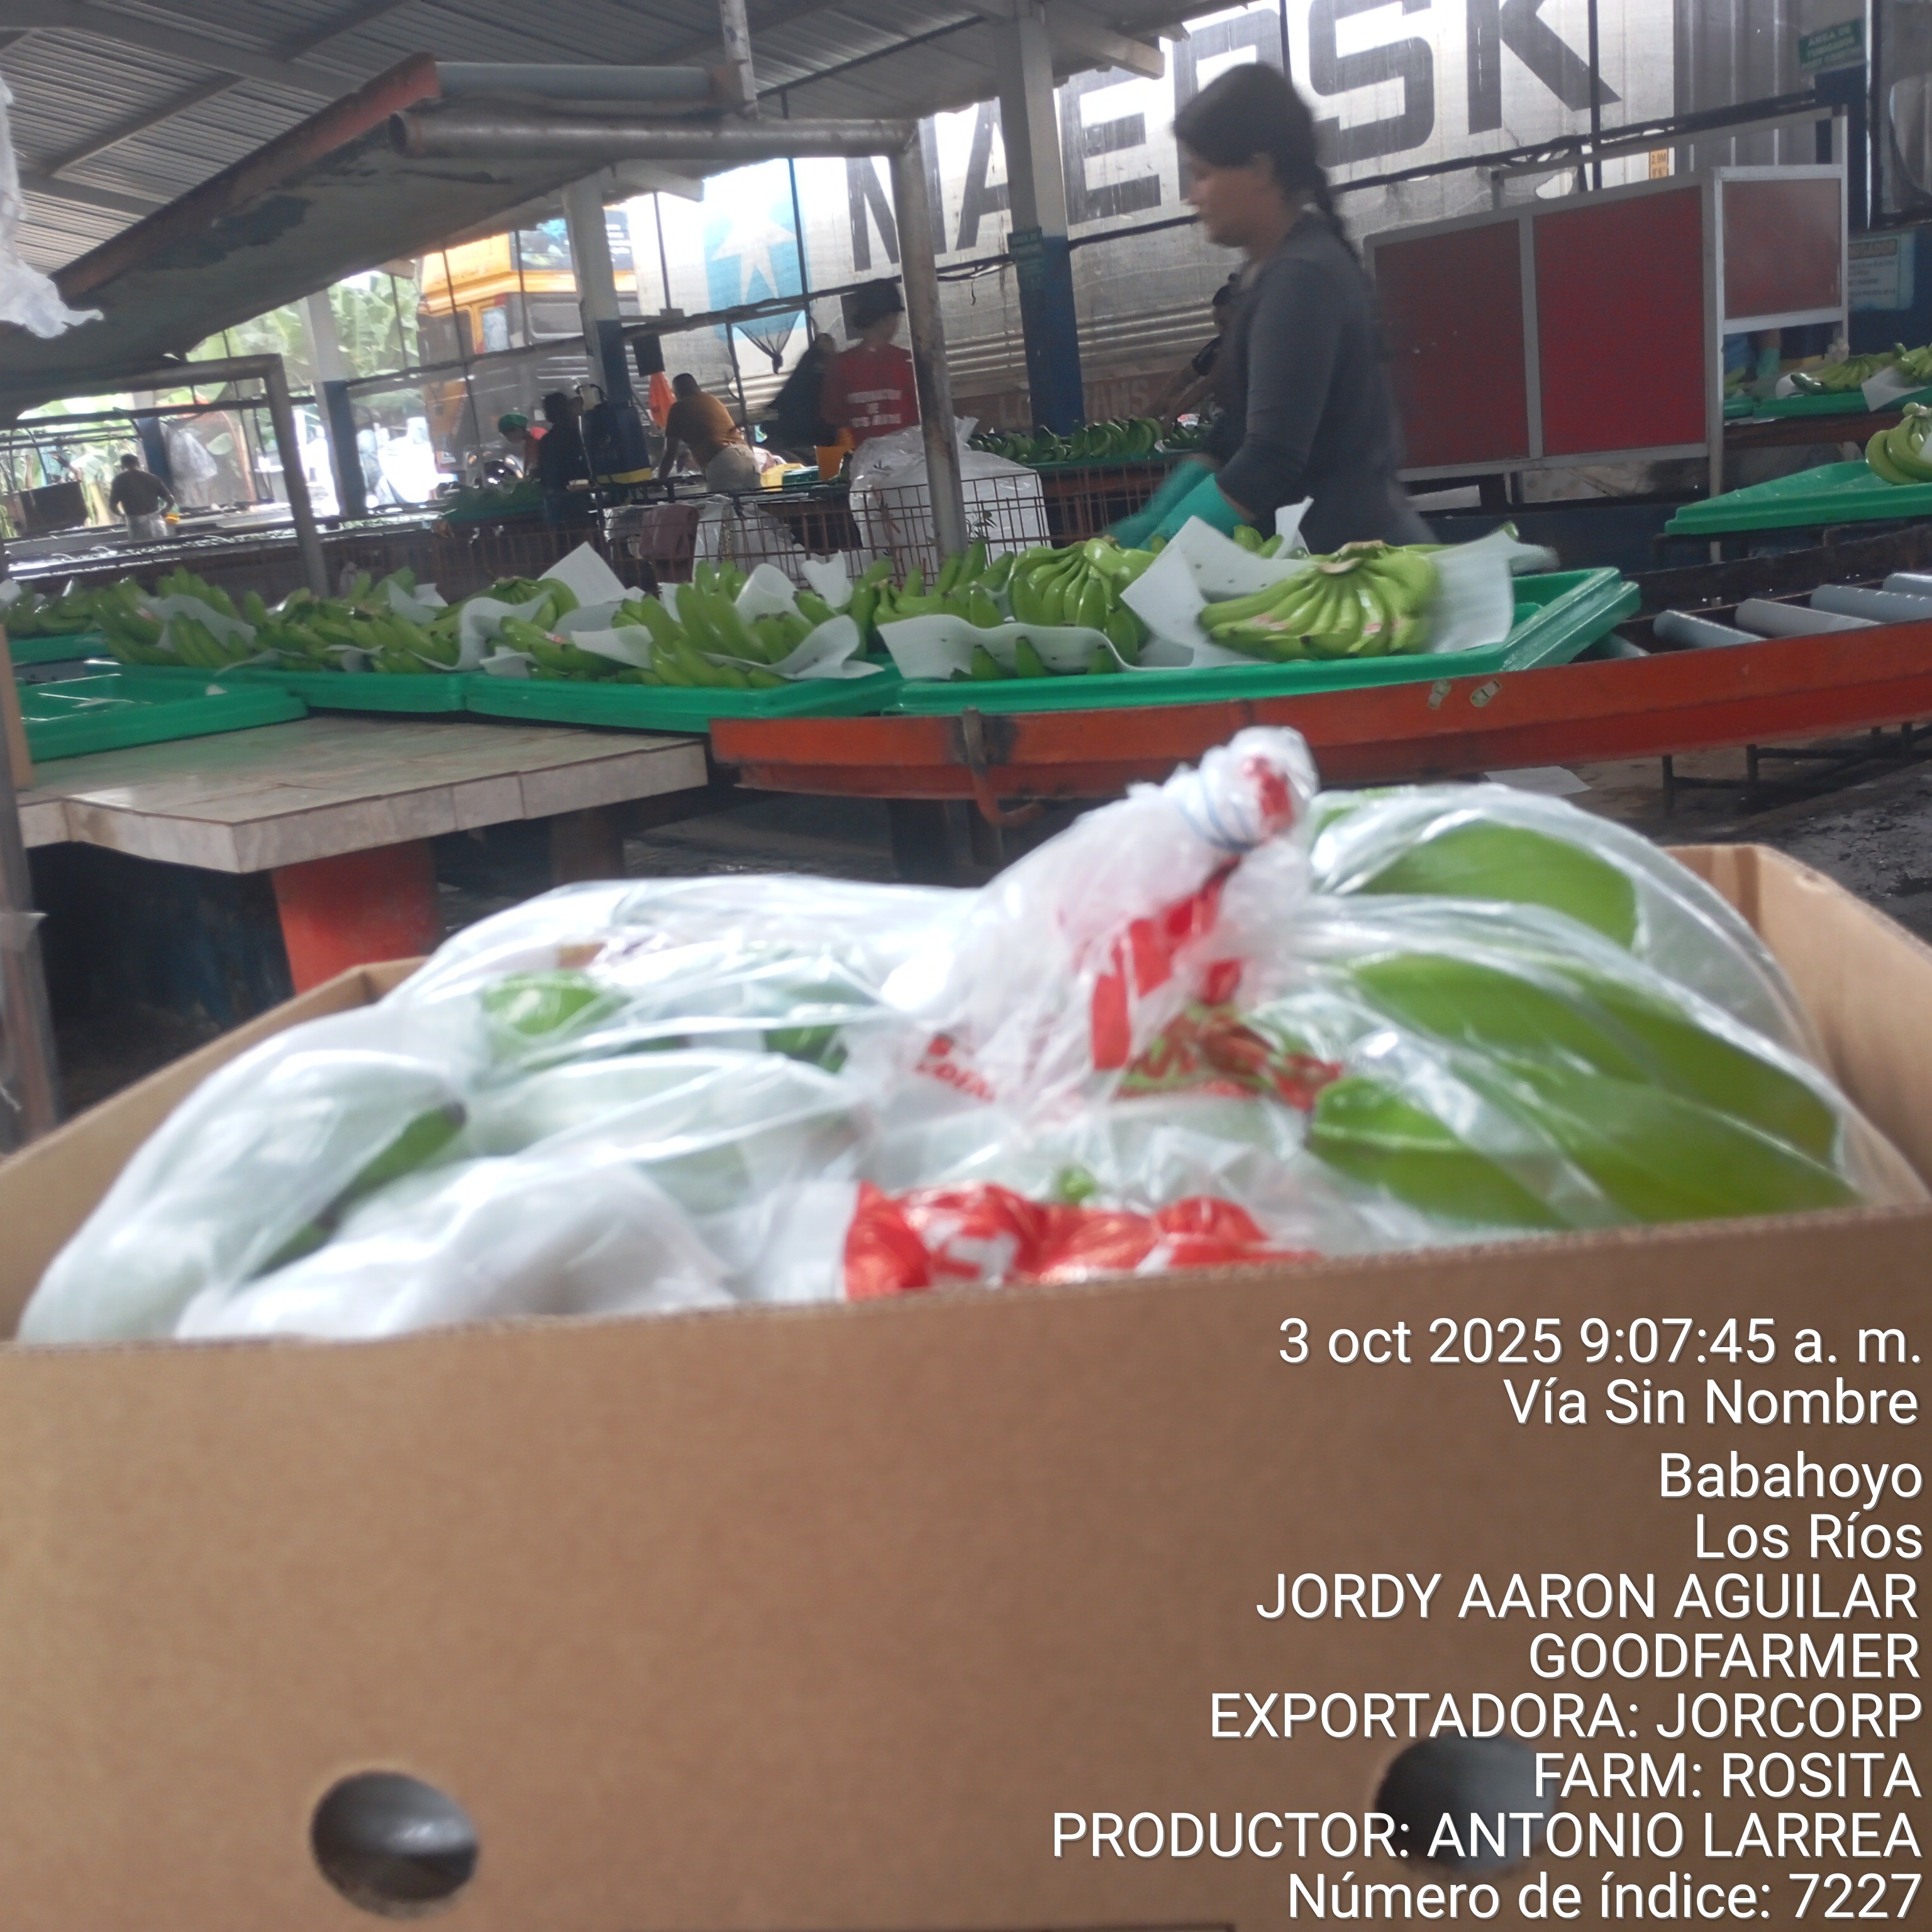 MAERSK
3 oct 2025 9:07:45 a. m.
Vía Sin Nombre
Babahoyo
Los Ríos
JORDY AARON AGUILAR
GOODFARMER
EXPORTADORA: JORCORP
FARM: ROSITA
PRODUCTOR: ANTONIO LARREA
Número de índice: 7227